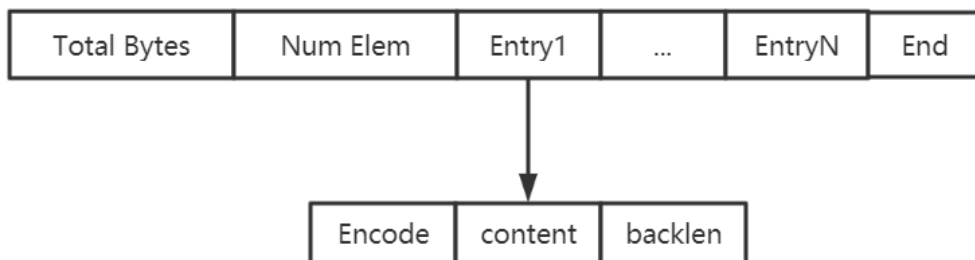 Total Bytes Num Elem Entry1 ... EntryN End
Encode content backlen